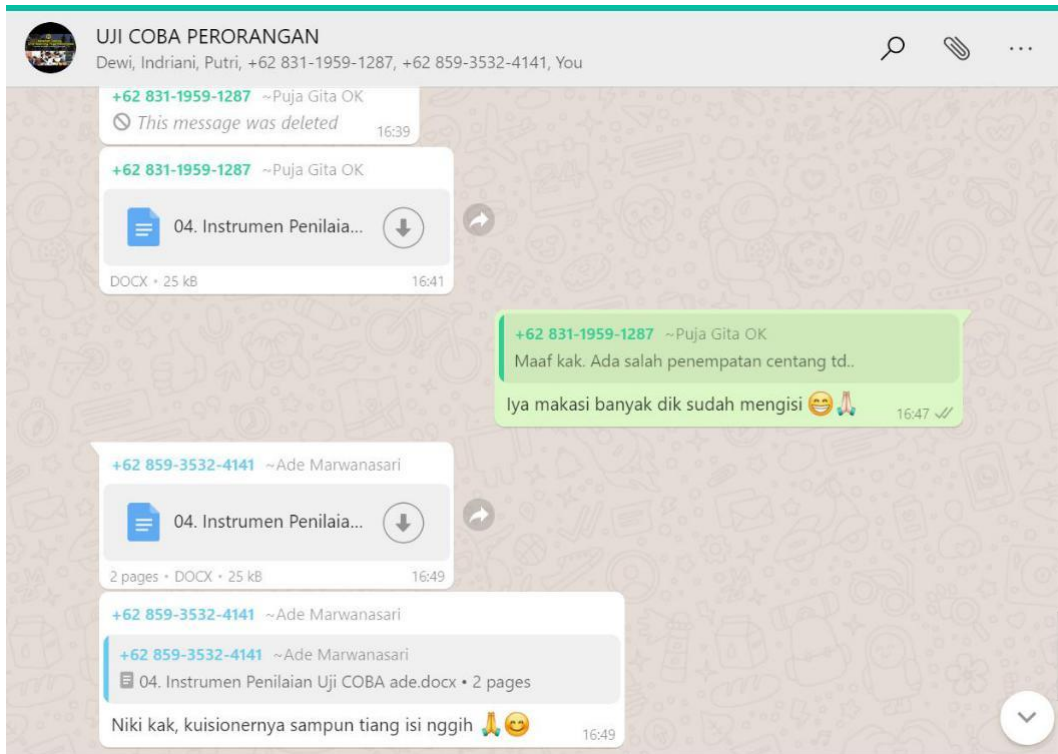 UJI COBA PERORANGAN
Dewi, Indriani, Putri, +62 831-1959-1287, +62 859-3532-4141, You
+62 831-1959-1287 ~Puja Gita OK
This message was deleted 16:39
+62 831-1959-1287 ~Puja Gita OK
04. Instrumen Penilaia...
DOCX • 25 kB 16:41
+62 831-1959-1287 ~Puja Gita OK
Maaf kak. Ada salah penempatan centang td..
Iya makasi banyak dik sudah mengisi 😁🙏 16:47
+62 859-3532-4141 ~Ade Marwanasari
04. Instrumen Penilaia...
2 pages • DOCX • 25 kB 16:49
+62 859-3532-4141 ~Ade Marwanasari
+62 859-3532-4141 ~Ade Marwanasari
04. Instrumen Penilaian Uji COBA ade.docx • 2 pages
Niki kak, kuisionernya sampun tiang isi nggih 🙏😊 16:49